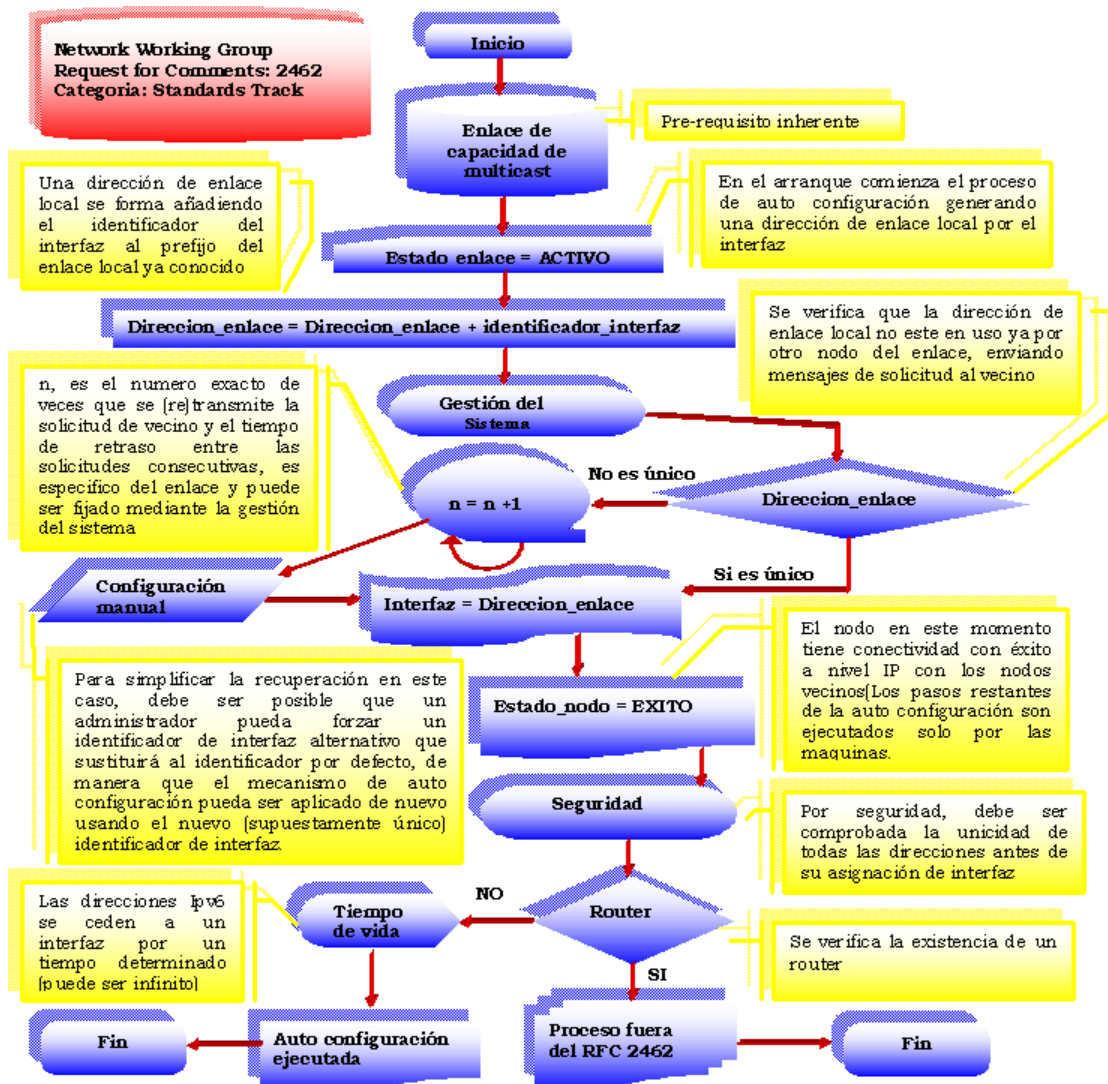 Network Working Group
Request for Comments: 2462
Categoria: Standards Track
Inicio
Enlace de
capacidad de
multicast
Pre-requisito inherente
Una dirección de enlace
local se forma añadiendo
el identificador del
interfaz al prefijo del
enlace local ya conocido
En el arranque comienza el proceso
de auto configuración generando
una dirección de enlace local por el
interfaz
Estado enlace = ACTIVO
Direccion_enlace = Direccion_enlace + identificador_interfaz
Se verifica que la dirección de
enlace local no este en uso ya por
otro nodo del enlace, enviando
mensajes de solicitud al vecino
n, es el numero exacto de
veces que se (re)transmite la
solicitud de vecino y el tiempo
de retraso entre las
solicitudes consecutivas, es
especifico del enlace y puede
ser fijado mediante la gestión
del sistema
Gestión del
Sistema
No es único
Direccion_enlace
n = n +1
Si es único
Configuración
manual
Interfaz = Direccion_enlace
El nodo en este momento
tiene conectividad con éxito
a nivel IP con los nodos
vecinos(Los pasos restantes
de la auto configuración son
ejecutados solo por las
maquinas.
Para simplificar la recuperación en este
caso, debe ser posible que un
administrador pueda forzar un
identificador de interfaz alternativo que
sustituirá al identificador por defecto, de
manera que el mecanismo de auto
configuración pueda ser aplicado de nuevo
usando el nuevo (supuestamente único)
identificador de interfaz.
Estado_nodo = EXITO
Seguridad
Por seguridad, debe ser
comprobada la unicidad de
todas las direcciones antes de
su asignación de interfaz
Las direcciones Ipv6
se ceden a un
interfaz por un
tiempo determinado
(puede ser infinito)
Tiempo
de vida
NO
Router
Se verifica la existencia de un
router
SI
Fin
Auto configuración
ejecutada
Proceso fuera
del RFC 2462
Fin